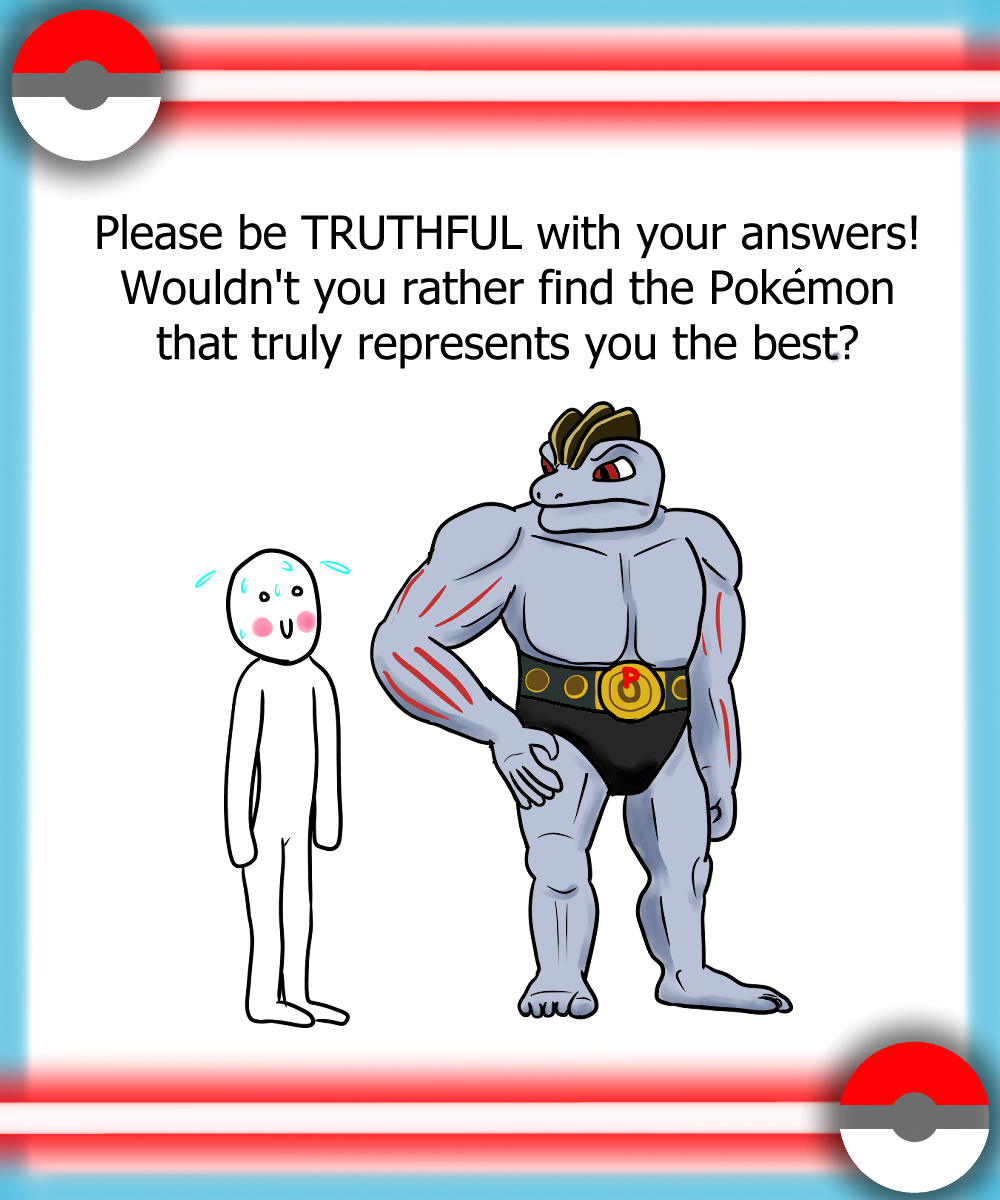 Please be TRUTHFUL with your answers!
Wouldn't you rather find the Pokémon
that truly represents you the best?
P